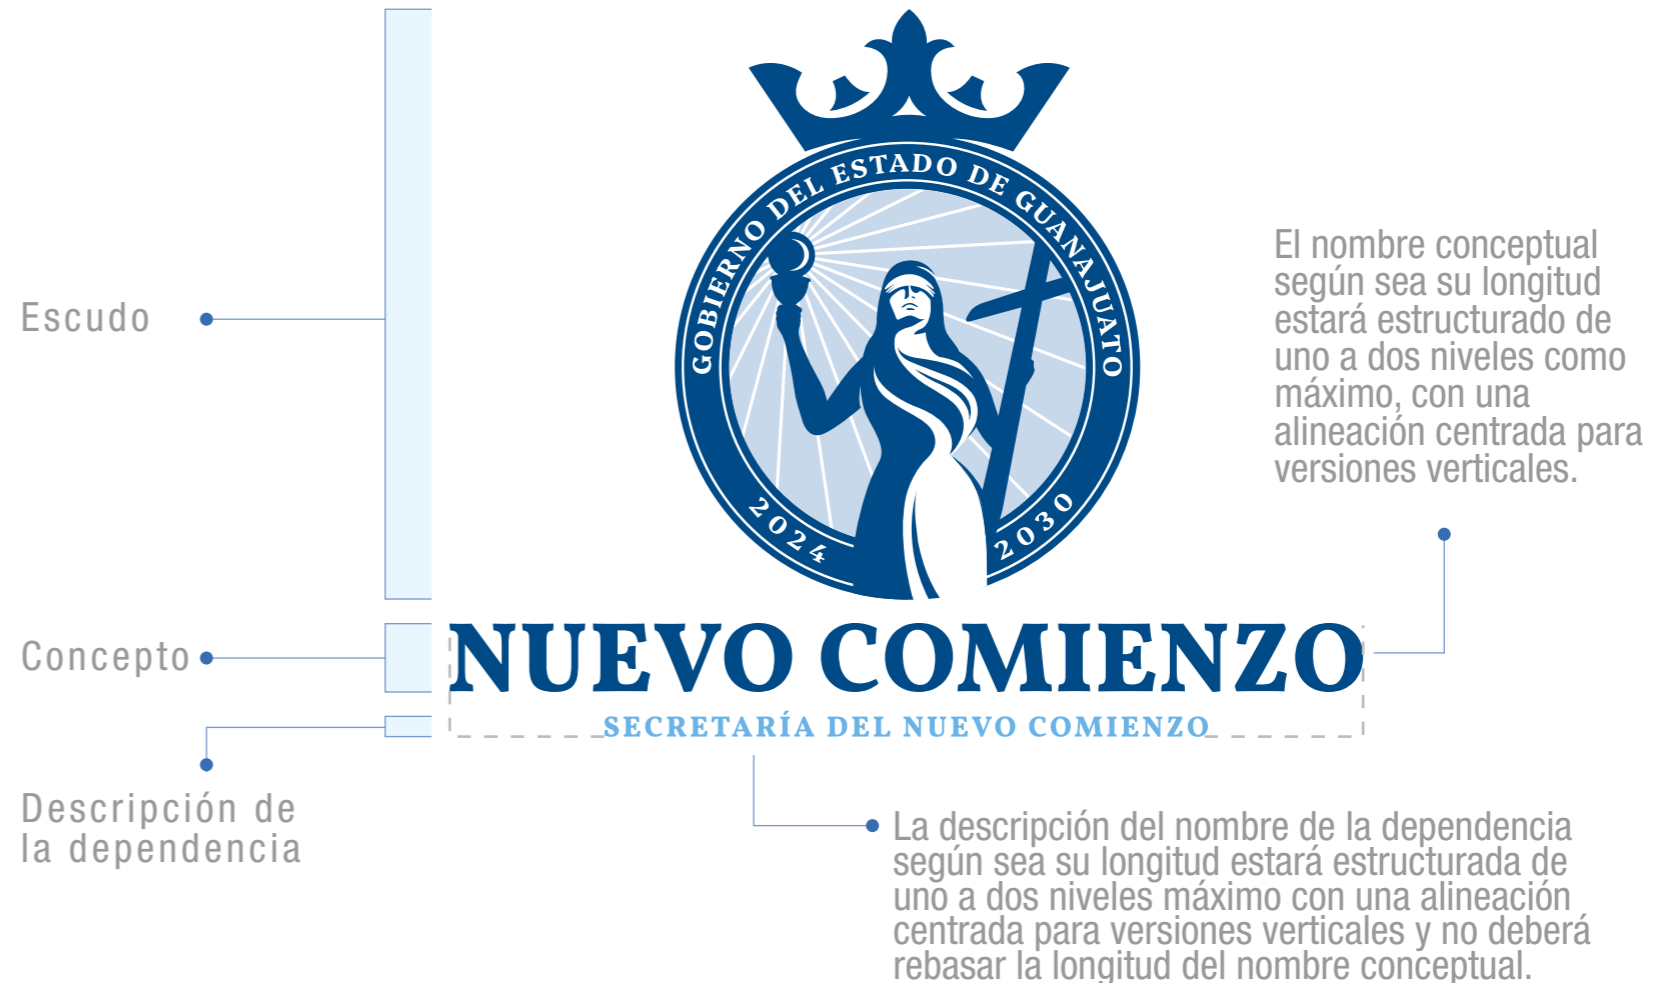 GOBIERNO DEL ESTADO DE GUANAJUATO
2024
2030
Escudo
El nombre conceptual
según sea su longitud
estará estructurado de
uno a dos niveles como
máximo, con una
alineación centrada para
versiones verticales.
Concepto
NUEVO COMIENZO
SECRETARÍA DEL NUEVO COMIENZO
Descripción de
la dependencia
La descripción del nombre de la dependencia
según sea su longitud estará estructurada de
uno a dos niveles máximo con una alineación
centrada para versiones verticales y no deberá
rebasar la longitud del nombre conceptual.